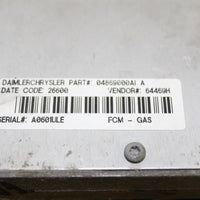 DAIMLERCHRYSLER PART#: 04869000AI A
DATE CODE: 26600 VENDOR#: 64469H
SERIAL#: A0601ULE FCM - GAS